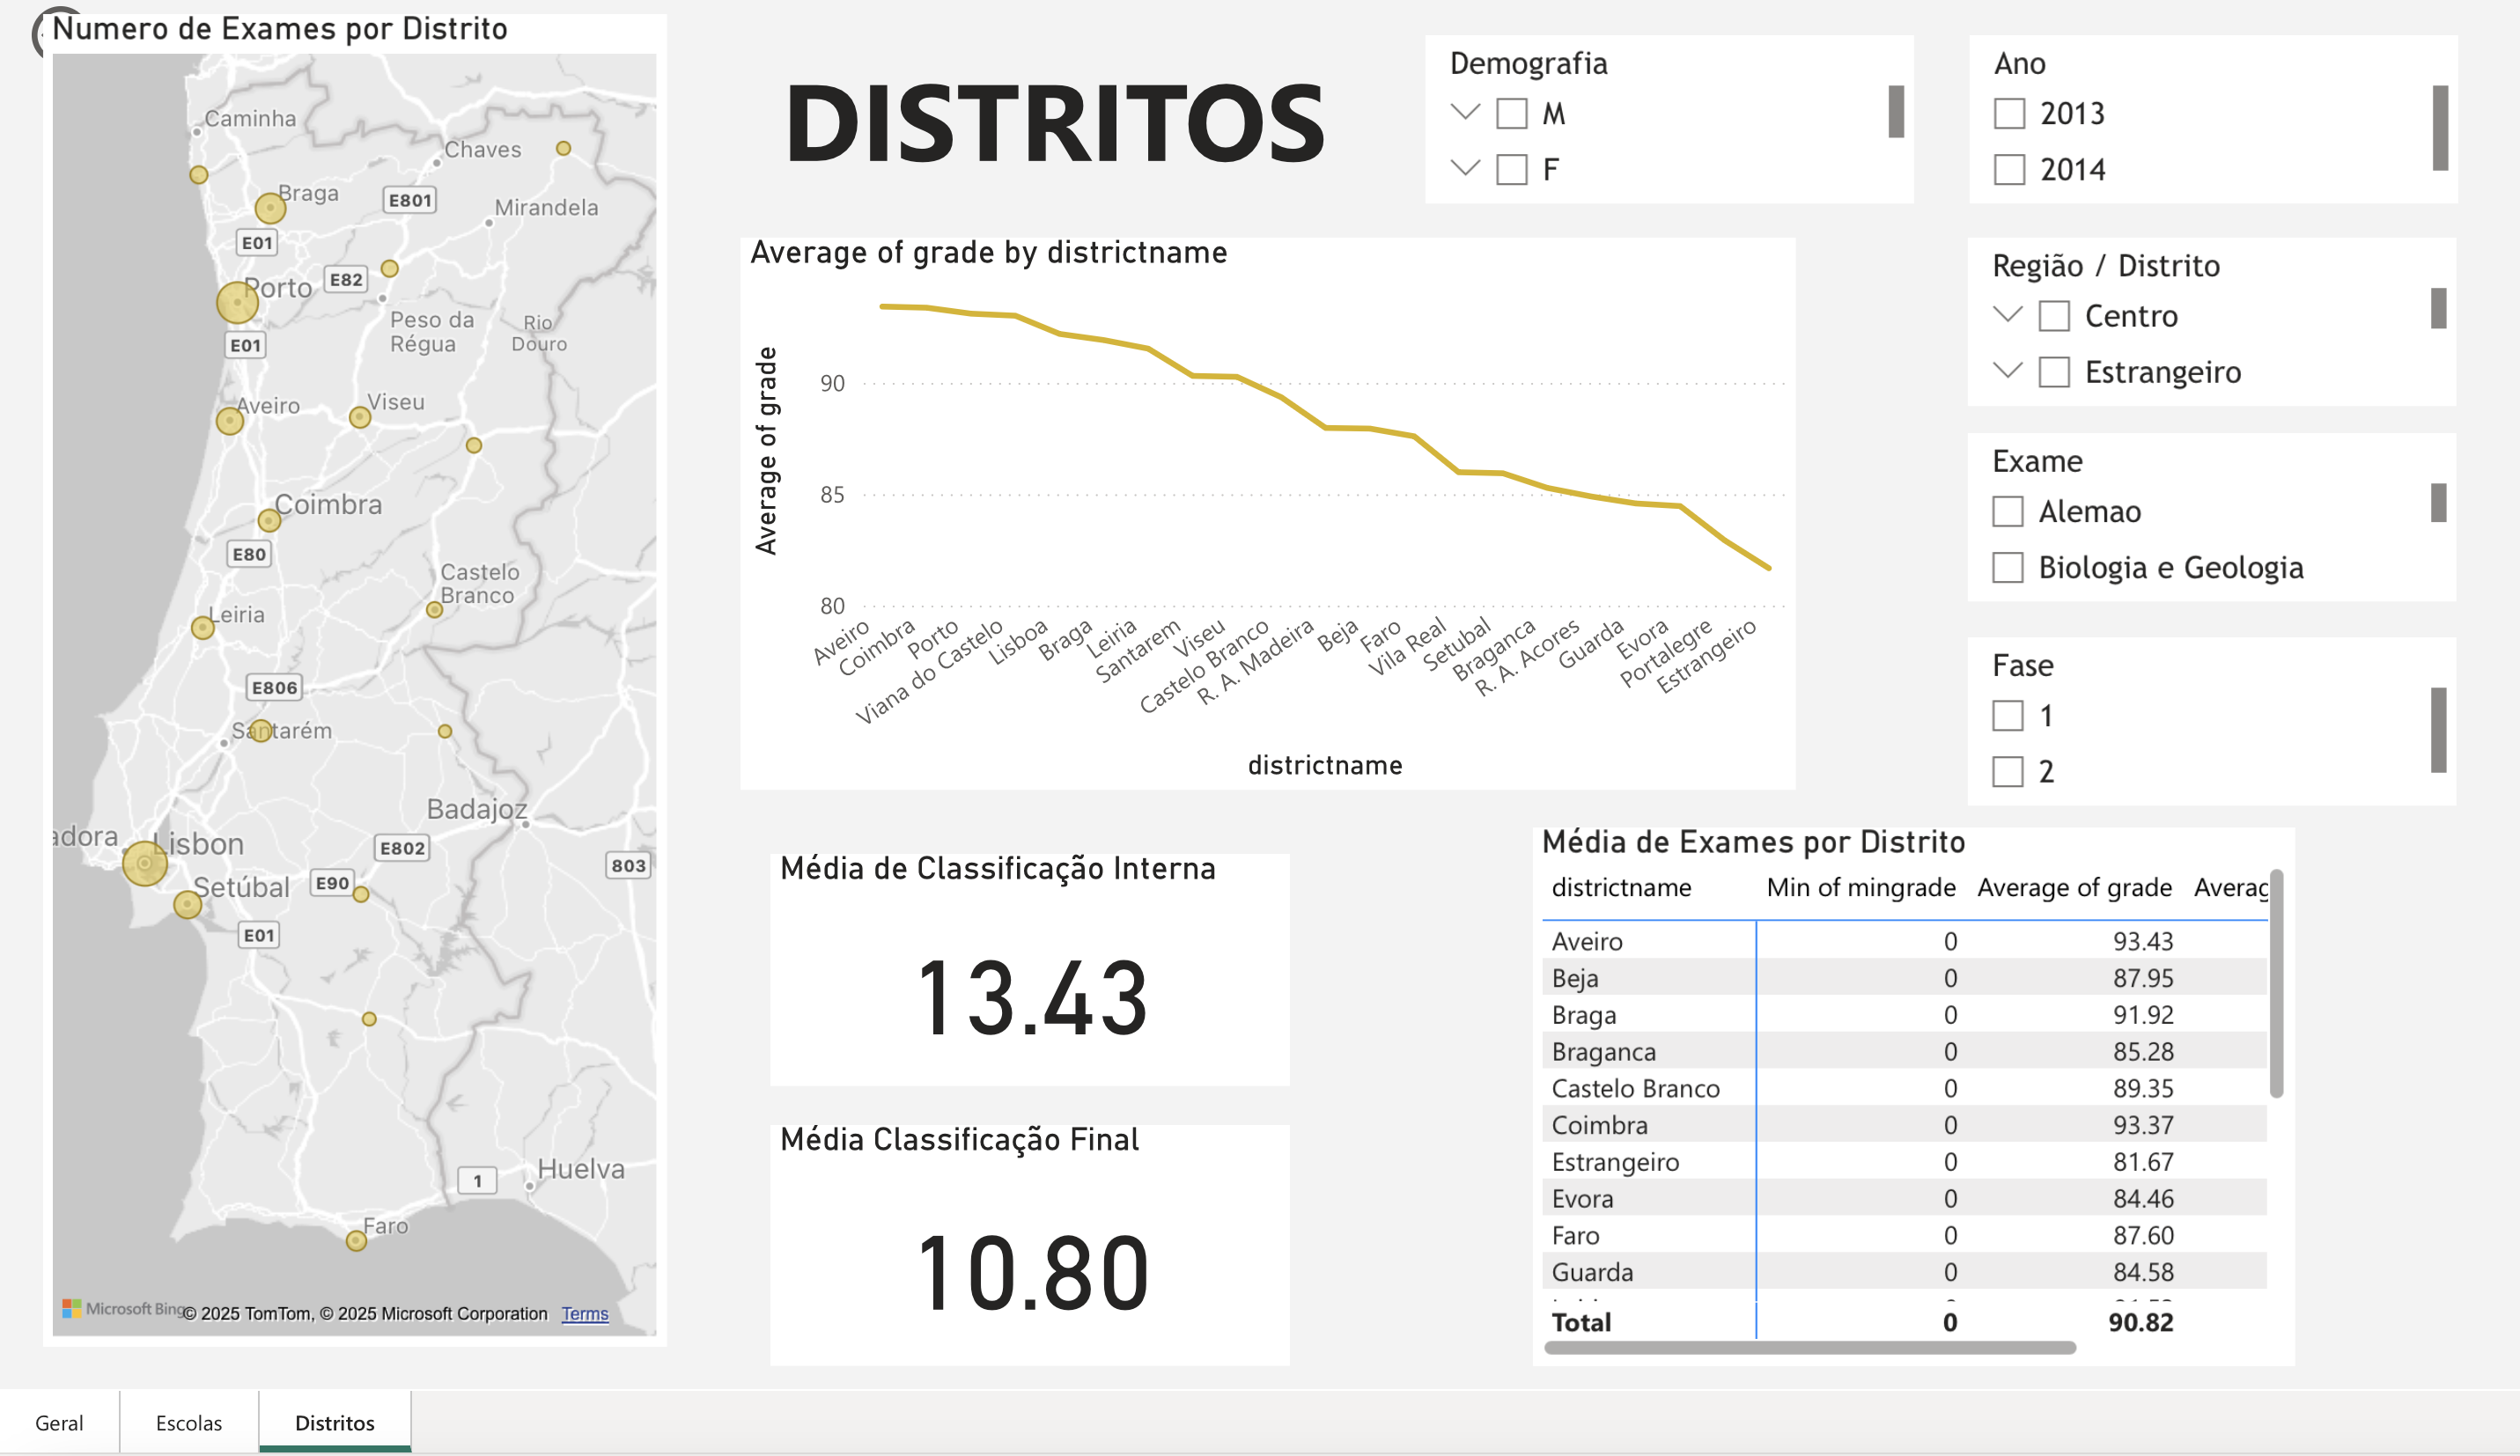 Numero de Exames por Distrito
Caminha
Chaves
Braga
E801
Mirandela
E01
E82
Porto
Peso da
Régua
Rio
Douro
E01
Aveiro
Viseu
Coimbra
E80
Castelo
Branco
Leiria
E806
Santarém
Badajoz
adora
Lisbon
E802
803
Setúbal
E90
E01
1
Huelva
Faro
Microsoft Bing
© 2025 TomTom, © 2025 Microsoft Corporation Terms
DISTRITOS
Demografia
M
F
Ano
2013
2014
Average of grade by districtname
Average of grade
90
85
80
Aveiro
Coimbra
Porto
Viana do Castelo
Lisboa
Braga
Leiria
Santarem
Viseu
Castelo Branco
R. A. Madeira
Beja
Faro
Vila Real
Setubal
Braganca
R. A. Acores
Guarda
Evora
Portalegre
Estrangeiro
districtname
Região / Distrito
Centro
Estrangeiro
Exame
Alemao
Biologia e Geologia
Fase
1
2
Média de Classificação Interna
13.43
Média Classificação Final
10.80
Média de Exames por Distrito
districtname Min of mingrade Average of grade Averag
Aveiro 0 93.43
Beja 0 87.95
Braga 0 91.92
Braganca 0 85.28
Castelo Branco 0 89.35
Coimbra 0 93.37
Estrangeiro 0 81.67
Evora 0 84.46
Faro 0 87.60
Guarda 0 84.58
Total 0 90.82
Geral
Escolas
Distritos